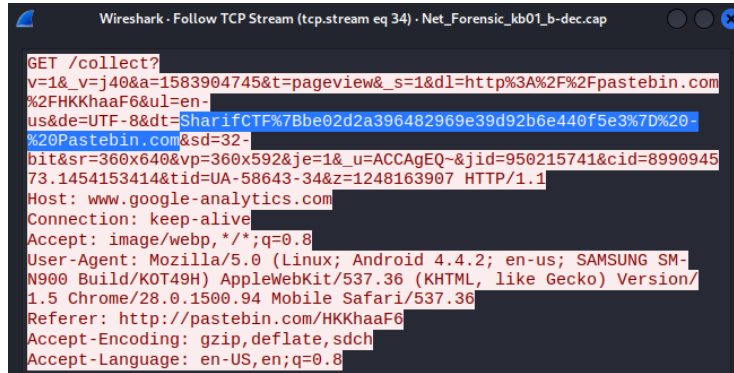 Wireshark · Follow TCP Stream (tcp.stream eq 34) · Net_Forensic_kb01_b-dec.cap
GET /collect?
v=1&_v=j40&a=1583904745&t=pageview&_s=1&dl=http%3A%2F%2Fpastebin.com
%2FHKKhaaF6&ul=en-
us&de=UTF-8&dt=SharifCTF%7Bbe02d2a396482969e39d92b6e440f5e3%7D%20-
%20Pastebin.com&sd=32-
bit&sr=360x640&vp=360x592&je=1&_u=ACCAgEQ~&jid=950215741&cid=8990945
73.1454153414&tid=UA-58643-34&z=1248163907 HTTP/1.1
Host: www.google-analytics.com
Connection: keep-alive
Accept: image/webp,*/*;q=0.8
User-Agent: Mozilla/5.0 (Linux; Android 4.4.2; en-us; SAMSUNG SM-
N900 Build/KOT49H) AppleWebKit/537.36 (KHTML, like Gecko) Version/
1.5 Chrome/28.0.1500.94 Mobile Safari/537.36
Referer: http://pastebin.com/HKKhaaF6
Accept-Encoding: gzip,deflate,sdch
Accept-Language: en-US,en;q=0.8